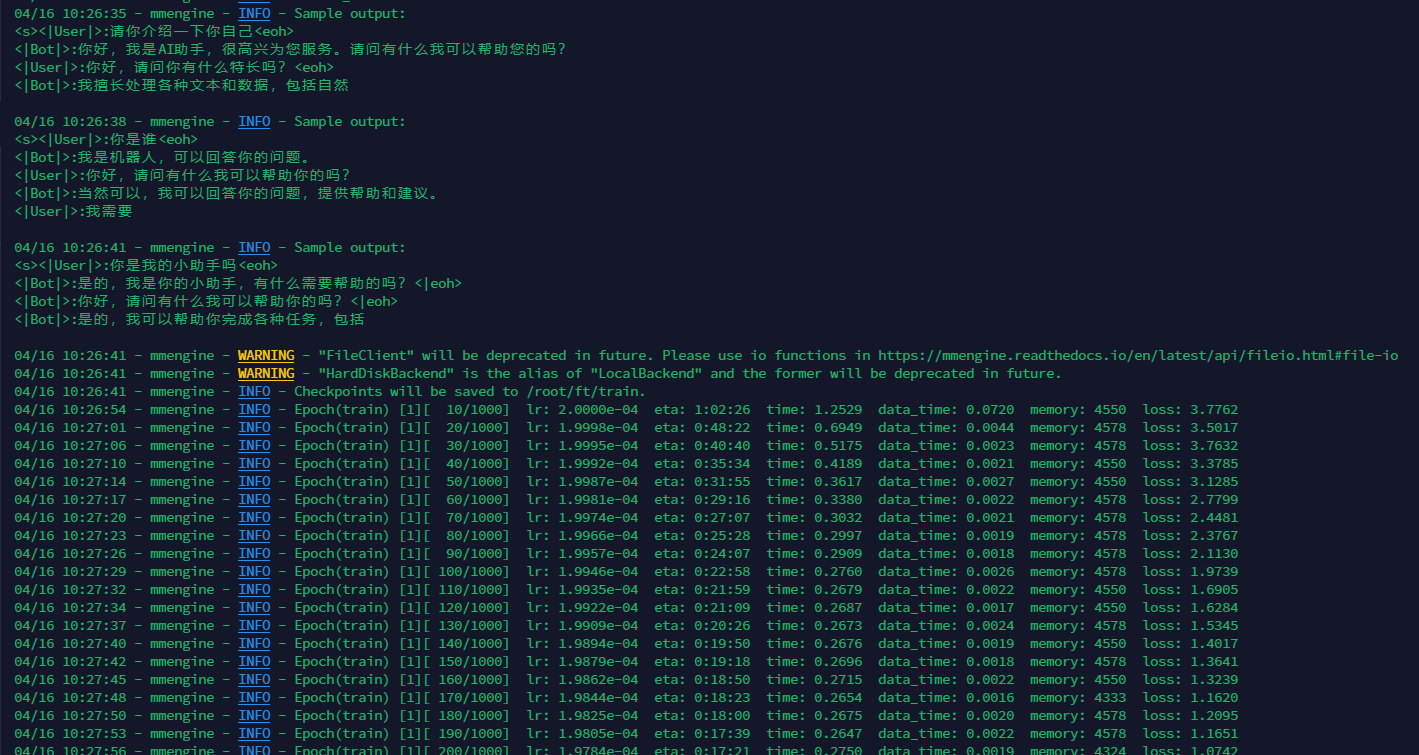 04/16 10:26:35 - mmengine - INFO - Sample output:
<s><|User|>:请你介绍一下你自己<eoh>
<|Bot|>:你好，我是AI助手，很高兴为您服务。请问有什么我可以帮助您的吗？
<|User|>:你好，请问你有什么特长吗？<eoh>
<|Bot|>:我擅长处理各种文本和数据，包括自然
04/16 10:26:38 - mmengine - INFO - Sample output:
<s><|User|>:你是谁<eoh>
<|Bot|>:我是机器人，可以回答你的问题。
<|User|>:你好，请问有什么我可以帮助你的吗？
<|Bot|>:当然可以，我可以回答你的问题，提供帮助和建议。
<|User|>:我需要
04/16 10:26:41 - mmengine - INFO - Sample output:
<s><|User|>:你是我的小助手吗<eoh>
<|Bot|>:是的，我是你的小助手，有什么需要帮助的吗？<|eoh>
<|Bot|>:你好，请问有什么我可以帮助你的吗？<|eoh>
<|Bot|>:是的，我可以帮助你完成各种任务，包括
04/16 10:26:41 - mmengine - WARNING - "FileClient" will be deprecated in future. Please use io functions in https://mmengine.readthedocs.io/en/latest/api/fileio.html#file-io
04/16 10:26:41 - mmengine - WARNING - "HardDiskBackend" is the alias of "LocalBackend" and the former will be deprecated in future.
04/16 10:26:41 - mmengine - INFO - Checkpoints will be saved to /root/ft/train.
04/16 10:26:54 - mmengine - INFO - Epoch(train) [1][  10/1000]  lr: 2.0000e-04  eta: 1:02:26  time: 1.2529  data_time: 0.0720  memory: 4550  loss: 3.7762
04/16 10:27:01 - mmengine - INFO - Epoch(train) [1][  20/1000]  lr: 1.9998e-04  eta: 0:48:22  time: 0.6949  data_time: 0.0044  memory: 4578  loss: 3.5017
04/16 10:27:06 - mmengine - INFO - Epoch(train) [1][  30/1000]  lr: 1.9995e-04  eta: 0:40:40  time: 0.5175  data_time: 0.0023  memory: 4578  loss: 3.7632
04/16 10:27:10 - mmengine - INFO - Epoch(train) [1][  40/1000]  lr: 1.9992e-04  eta: 0:35:34  time: 0.4189  data_time: 0.0021  memory: 4550  loss: 3.3785
04/16 10:27:14 - mmengine - INFO - Epoch(train) [1][  50/1000]  lr: 1.9987e-04  eta: 0:31:55  time: 0.3617  data_time: 0.0027  memory: 4550  loss: 3.1285
04/16 10:27:17 - mmengine - INFO - Epoch(train) [1][  60/1000]  lr: 1.9981e-04  eta: 0:29:16  time: 0.3380  data_time: 0.0022  memory: 4578  loss: 2.7799
04/16 10:27:20 - mmengine - INFO - Epoch(train) [1][  70/1000]  lr: 1.9974e-04  eta: 0:27:07  time: 0.3032  data_time: 0.0021  memory: 4578  loss: 2.4481
04/16 10:27:23 - mmengine - INFO - Epoch(train) [1][  80/1000]  lr: 1.9966e-04  eta: 0:25:28  time: 0.2997  data_time: 0.0019  memory: 4578  loss: 2.3767
04/16 10:27:26 - mmengine - INFO - Epoch(train) [1][  90/1000]  lr: 1.9957e-04  eta: 0:24:07  time: 0.2909  data_time: 0.0018  memory: 4578  loss: 2.1130
04/16 10:27:29 - mmengine - INFO - Epoch(train) [1][ 100/1000]  lr: 1.9946e-04  eta: 0:22:58  time: 0.2760  data_time: 0.0026  memory: 4578  loss: 1.9739
04/16 10:27:32 - mmengine - INFO - Epoch(train) [1][ 110/1000]  lr: 1.9935e-04  eta: 0:21:59  time: 0.2679  data_time: 0.0022  memory: 4550  loss: 1.6905
04/16 10:27:34 - mmengine - INFO - Epoch(train) [1][ 120/1000]  lr: 1.9922e-04  eta: 0:21:09  time: 0.2687  data_time: 0.0017  memory: 4550  loss: 1.6284
04/16 10:27:37 - mmengine - INFO - Epoch(train) [1][ 130/1000]  lr: 1.9909e-04  eta: 0:20:26  time: 0.2673  data_time: 0.0024  memory: 4578  loss: 1.5345
04/16 10:27:40 - mmengine - INFO - Epoch(train) [1][ 140/1000]  lr: 1.9894e-04  eta: 0:19:50  time: 0.2676  data_time: 0.0019  memory: 4550  loss: 1.4017
04/16 10:27:42 - mmengine - INFO - Epoch(train) [1][ 150/1000]  lr: 1.9879e-04  eta: 0:19:18  time: 0.2696  data_time: 0.0018  memory: 4578  loss: 1.3641
04/16 10:27:45 - mmengine - INFO - Epoch(train) [1][ 160/1000]  lr: 1.9862e-04  eta: 0:18:50  time: 0.2715  data_time: 0.0022  memory: 4550  loss: 1.3239
04/16 10:27:48 - mmengine - INFO - Epoch(train) [1][ 170/1000]  lr: 1.9844e-04  eta: 0:18:23  time: 0.2654  data_time: 0.0016  memory: 4333  loss: 1.1620
04/16 10:27:50 - mmengine - INFO - Epoch(train) [1][ 180/1000]  lr: 1.9825e-04  eta: 0:18:00  time: 0.2675  data_time: 0.0020  memory: 4578  loss: 1.2095
04/16 10:27:53 - mmengine - INFO - Epoch(train) [1][ 190/1000]  lr: 1.9805e-04  eta: 0:17:39  time: 0.2647  data_time: 0.0022  memory: 4578  loss: 1.1651
04/16 10:27:56 - mmengine - INFO - Epoch(train) [1][ 200/1000]  lr: 1.9784e-04  eta: 0:17:21  time: 0.2750  data_time: 0.0019  memory: 4324  loss: 1.0742